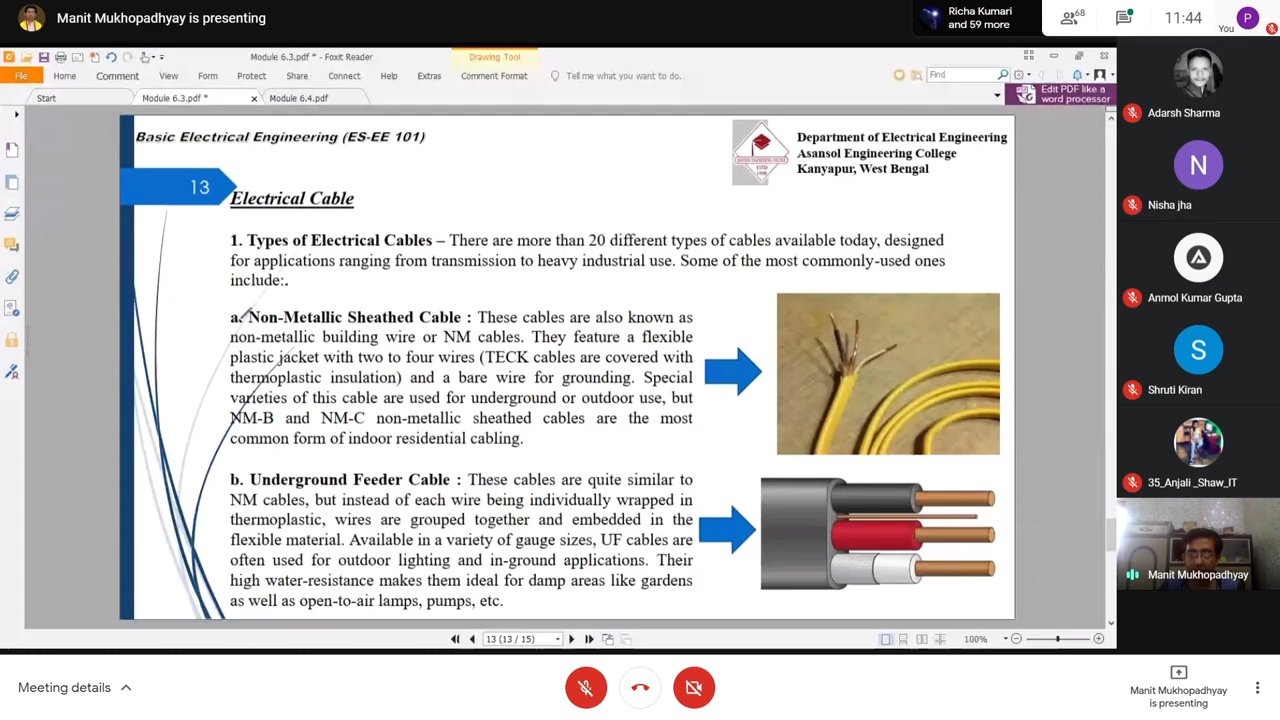 Manit Mukhopadhyay is presenting
Richa Kumari
and 59 more
68
11:44
You
P
Module 6.3.pdf * - Foxit Reader
Drawing Tool
File
Home
Comment
View
Form
Protect
Share
Connect
Help
Extras
Comment Format
Tell me what you want to do..
Find
Start
Module 6.3.pdf *
Module 6.4.pdf
Edit PDF like a
word processor
Basic Electrical Engineering (ES-EE 101)
Department of Electrical Engineering
Asansol Engineering College
Kanyapur, West Bengal
13
Electrical Cable
1. Types of Electrical Cables – There are more than 20 different types of cables available today, designed
for applications ranging from transmission to heavy industrial use. Some of the most commonly-used ones
include:.
a. Non-Metallic Sheathed Cable : These cables are also known as
non-metallic building wire or NM cables. They feature a flexible
plastic jacket with two to four wires (TECK cables are covered with
thermoplastic insulation) and a bare wire for grounding. Special
varieties of this cable are used for underground or outdoor use, but
NM-B and NM-C non-metallic sheathed cables are the most
common form of indoor residential cabling.
b. Underground Feeder Cable : These cables are quite similar to
NM cables, but instead of each wire being individually wrapped in
thermoplastic, wires are grouped together and embedded in the
flexible material. Available in a variety of gauge sizes, UF cables are
often used for outdoor lighting and in-ground applications. Their
high water-resistance makes them ideal for damp areas like gardens
as well as open-to-air lamps, pumps, etc.
13 (13 / 15)
100%
Adarsh Sharma
N
Nisha jha
Anmol Kumar Gupta
S
Shruti Kiran
35_Anjali _Shaw_IT
Manit Mukhopadhyay
Meeting details
Manit Mukhopadhyay
is presenting